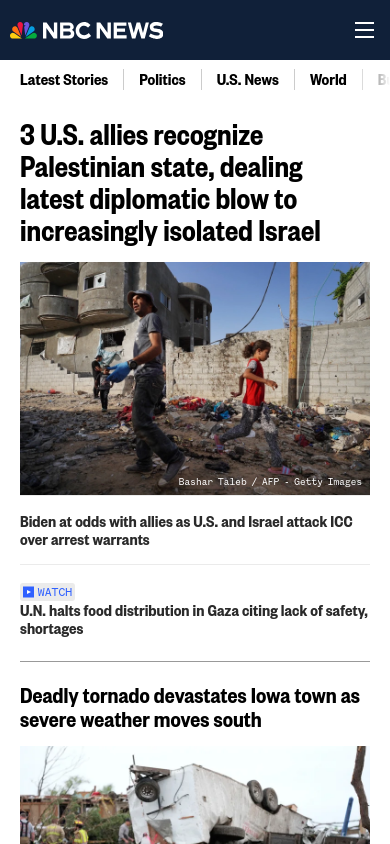 NBC NEWS
Latest Stories
Politics
U.S. News
World
3 U.S. allies recognize
Palestinian state, dealing
latest diplomatic blow to
increasingly isolated Israel
Bashar Taleb / AFP - Getty Images
Biden at odds with allies as U.S. and Israel attack ICC
over arrest warrants
WATCH
U.N. halts food distribution in Gaza citing lack of safety,
shortages
Deadly tornado devastates Iowa town as
severe weather moves south